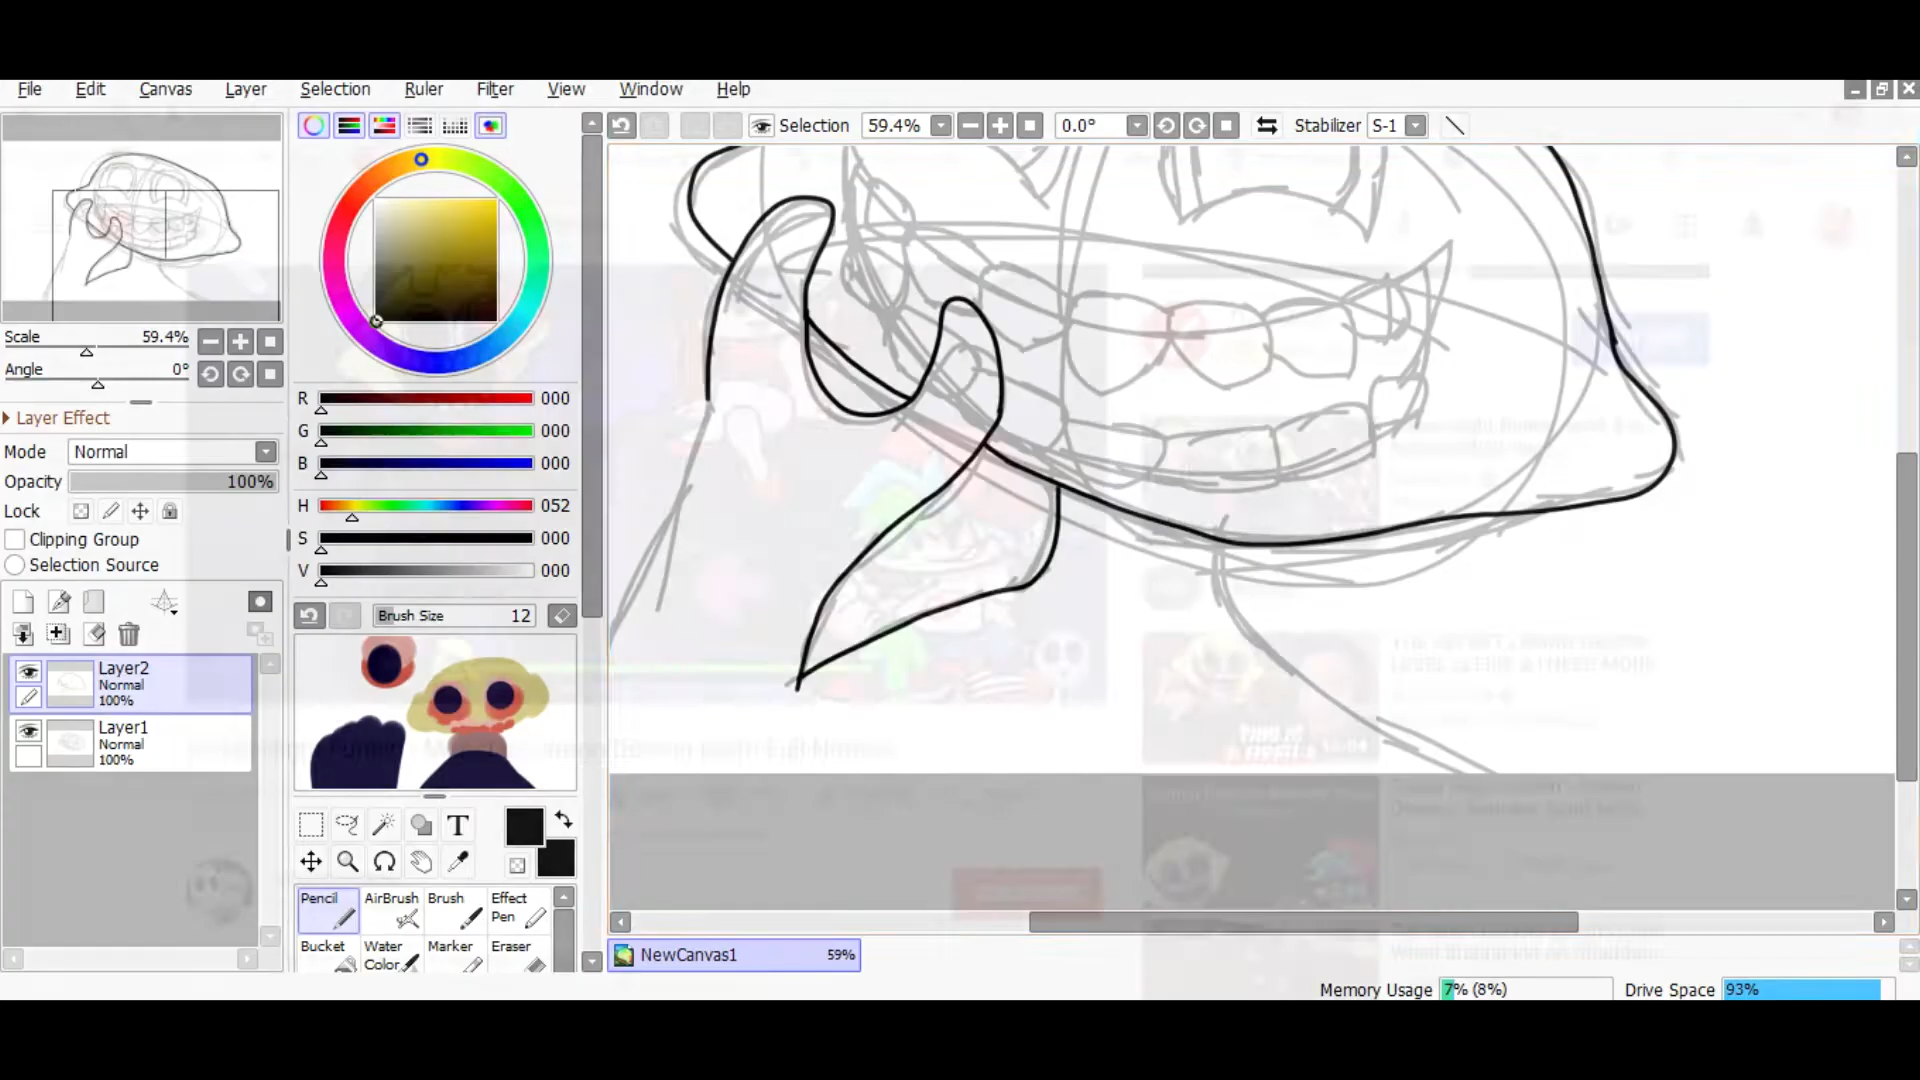 File Edit Canvas Layer Selection Ruler Filter View Window Help
Selection 59.4% 0.0° Stabilizer S-1
Scale 59.4%
Angle 0°
Layer Effect
Mode Normal
Opacity 100%
Lock
Clipping Group
Selection Source
Layer2
Normal
100%
Layer1
Normal
100%
R 000
G 000
B 000
H 052
S 000
V 000
Brush Size 12
T
Pencil AirBrush Brush Effect Pen
Bucket Water Color Marker Eraser
NewCanvas1 59%
Memory Usage 7% (8%) Drive Space 93%